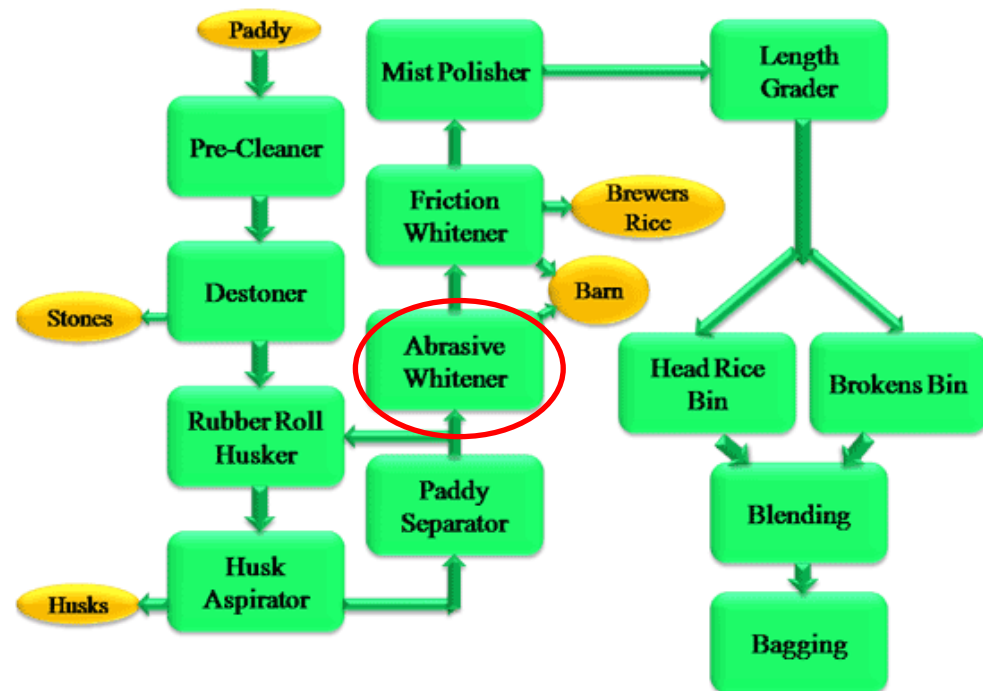 Paddy
Pre-Cleaner
Destoner
Stones
Rubber Roll
Husker
Husk
Aspirator
Husks
Paddy
Separator
Abrasive
Whitener
Barn
Friction
Whitener
Brewers
Rice
Mist Polisher
Length
Grader
Head Rice
Bin
Brokens Bin
Blending
Bagging